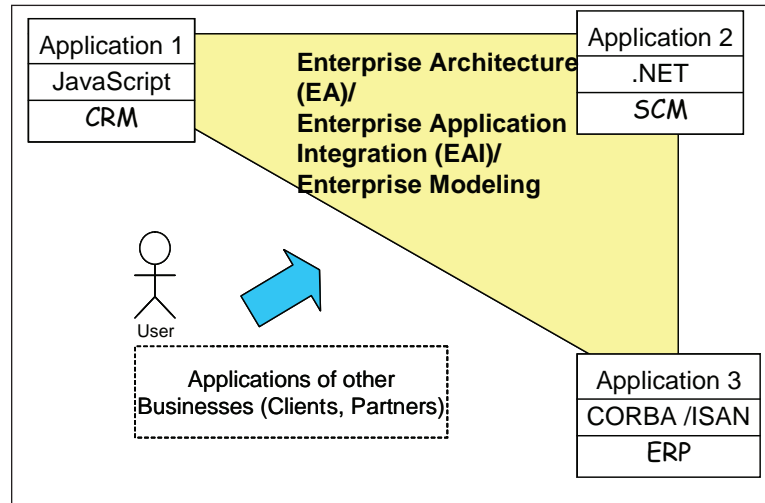 Application 1
JavaScript
CRM
Enterprise Architecture
(EA)/
Enterprise Application
Integration (EAI)/
Enterprise Modeling
Application 2
.NET
SCM
User
Applications of other
Businesses (Clients, Partners)
Application 3
CORBA /ISAN
ERP